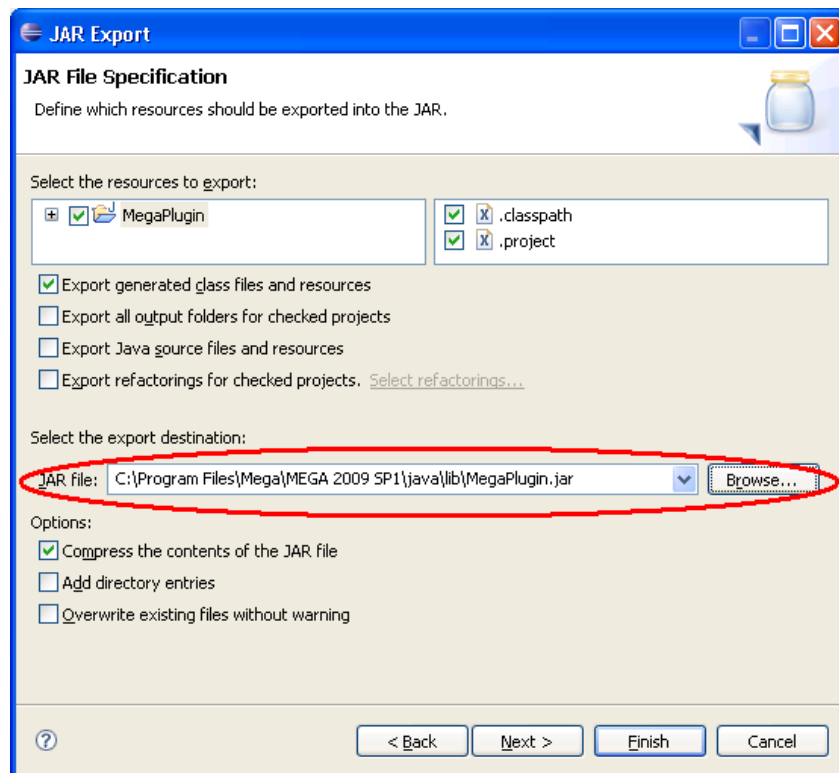 JAR Export
JAR File Specification
Define which resources should be exported into the JAR.
Select the resources to export:
MegaPlugin
.classpath
.project
Export generated class files and resources
Export all output folders for checked projects
Export Java source files and resources
Export refactorings for checked projects. Select refactorings...
Select the export destination:
JAR file: C:\Program Files\Mega\MEGA 2009 SP1\java\lib\MegaPlugin.jar Browse...
Options:
Compress the contents of the JAR file
Add directory entries
Overwrite existing files without warning
? < Back Next > Finish Cancel